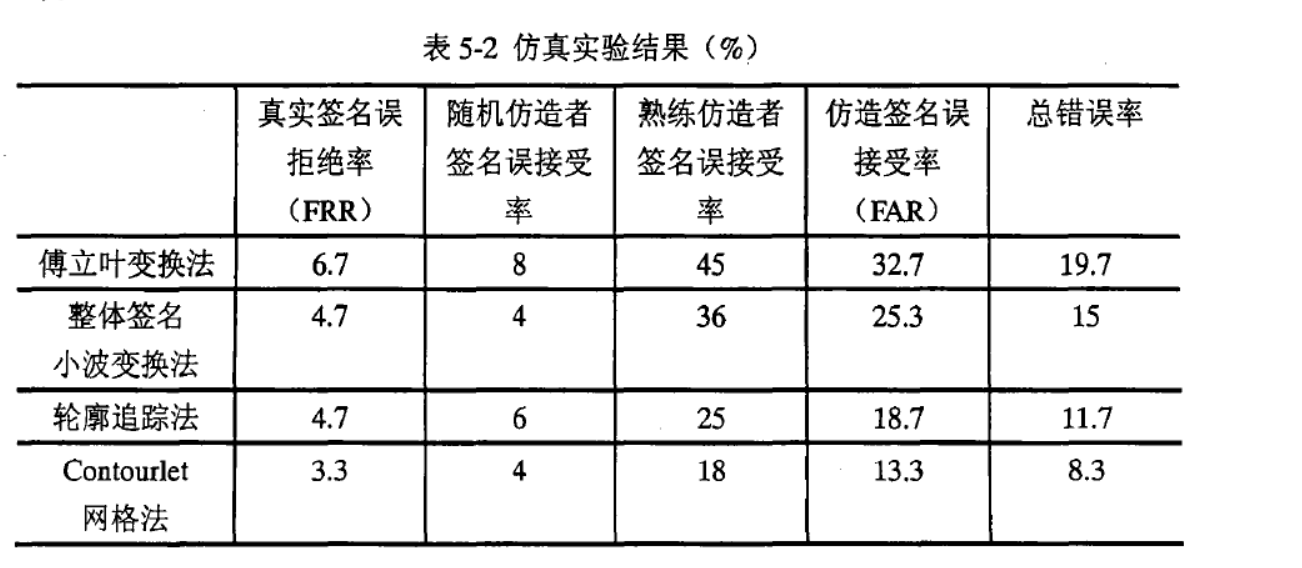 表 5-2 仿真实验结果（%）
真实签名误
拒绝率
（FRR）
随机仿造者
签名误接受
率
熟练仿造者
签名误接受
率
仿造签名误
接受率
（FAR）
总错误率
傅立叶变换法 6.7 8 45 32.7 19.7
整体签名
小波变换法
4.7 4 36 25.3 15
轮廓追踪法 4.7 6 25 18.7 11.7
Contourlet
网格法
3.3 4 18 13.3 8.3